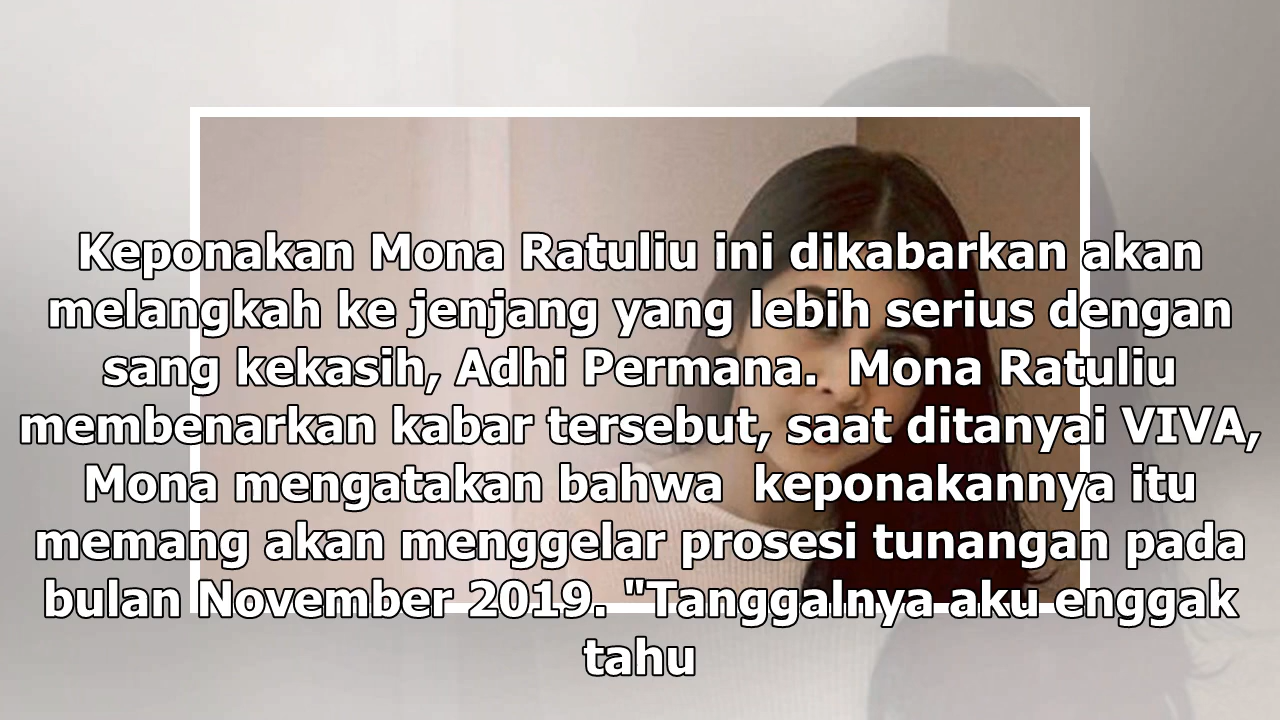 Keponakan Mona Ratuliu ini dikabarkan akan
melangkah ke jenjang yang lebih serius dengan
sang kekasih, Adhi Permana.  Mona Ratuliu
membenarkan kabar tersebut, saat ditanyai VIVA,
Mona mengatakan bahwa  keponakannya itu
memang akan menggelar prosesi tunangan pada
bulan November 2019. "Tanggalnya aku enggak
tahu